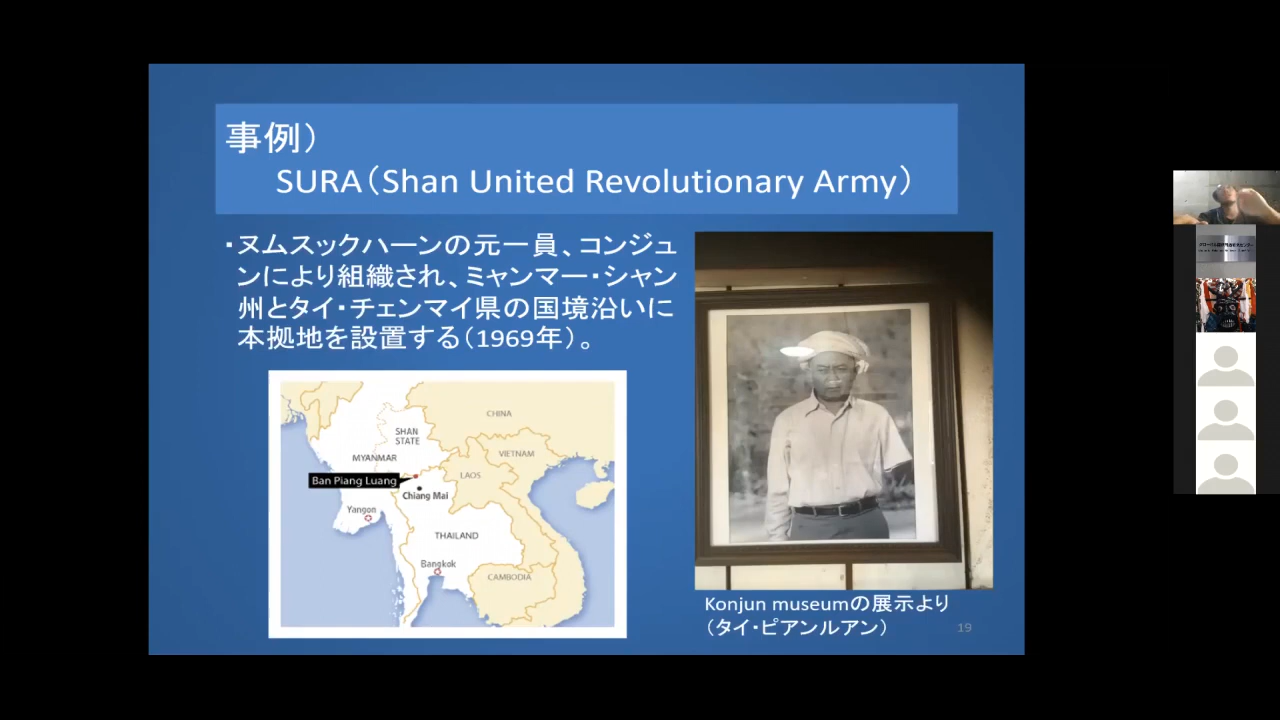 事例）
SURA（Shan United Revolutionary Army）
・ヌムスックハーンの元一員、コンジュ
ンにより組織され、ミャンマー・シャン
州とタイ・チェンマイ県の国境沿いに
本拠地を設置する（1969年）。
CHINA
SHAN
STATE
MYANMAR
VIETNAM
LAOS
Ban Piang Luang
Chiang Mai
Yangon
THAILAND
Bangkok
CAMBODIA
Konjun museumの展示より
（タイ・ピアンルアン）
19